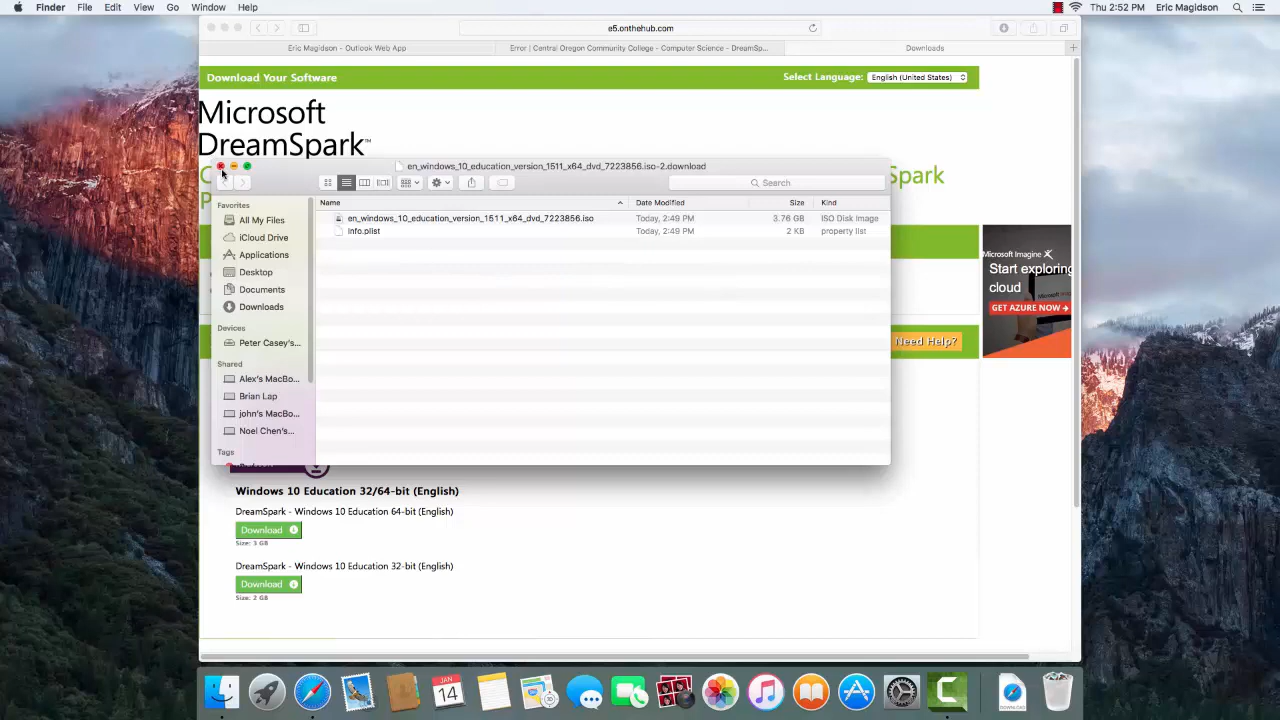 Finder File Edit View Go Window Help
Thu 2:52 PM Eric Magidson
e5.onthehub.com
Eric Magidson - Outlook Web App
Error | Central Oregon Community College - Computer Science - DreamSp...
Downloads
Download Your Software
Select Language: English (United States)
Microsoft
DreamSpark™
en_windows_10_education_version_1511_x64_dvd_7223856.iso-2.download
Search
Favorites
All My Files
iCloud Drive
Applications
Desktop
Documents
Downloads
Devices
Peter Casey's...
Shared
Alex's MacBo...
Brian Lap
john's MacBo...
Noel Chen's...
Tags
Name Date Modified Size Kind
en_windows_10_education_version_1511_x64_dvd_7223856.iso Today, 2:49 PM 3.76 GB ISO Disk Image
Info.plist Today, 2:49 PM 2 KB property list
Spark
Microsoft Imagine
Start exploring
cloud
GET AZURE NOW
Need Help?
Windows 10 Education 32/64-bit (English)
DreamSpark - Windows 10 Education 64-bit (English)
Download
Size: 3 GB
DreamSpark - Windows 10 Education 32-bit (English)
Download
Size: 2 GB
JAN
14
DOWNLOAD